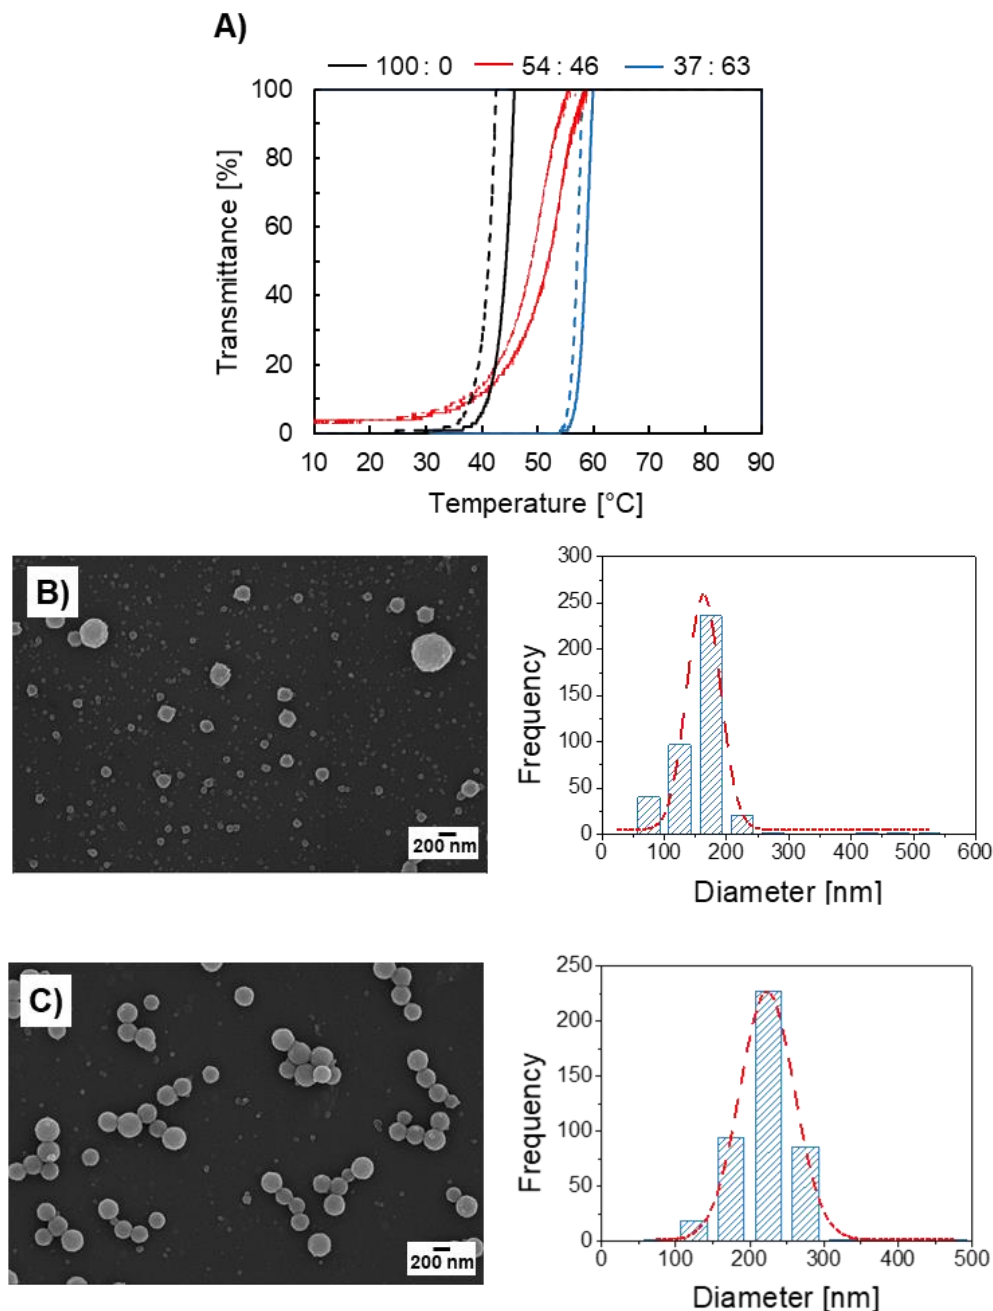 A)
100 : 0 54 : 46 37 : 63
100
80
60
40
20
0
Transmittance [%]
10 20 30 40 50 60 70 80 90
Temperature [°C]
B)
200 nm
300
250
200
150
100
50
0
Frequency
0 100 200 300 400 500 600
Diameter [nm]
C)
200 nm
250
200
150
100
50
0
Frequency
0 100 200 300 400 500
Diameter [nm]